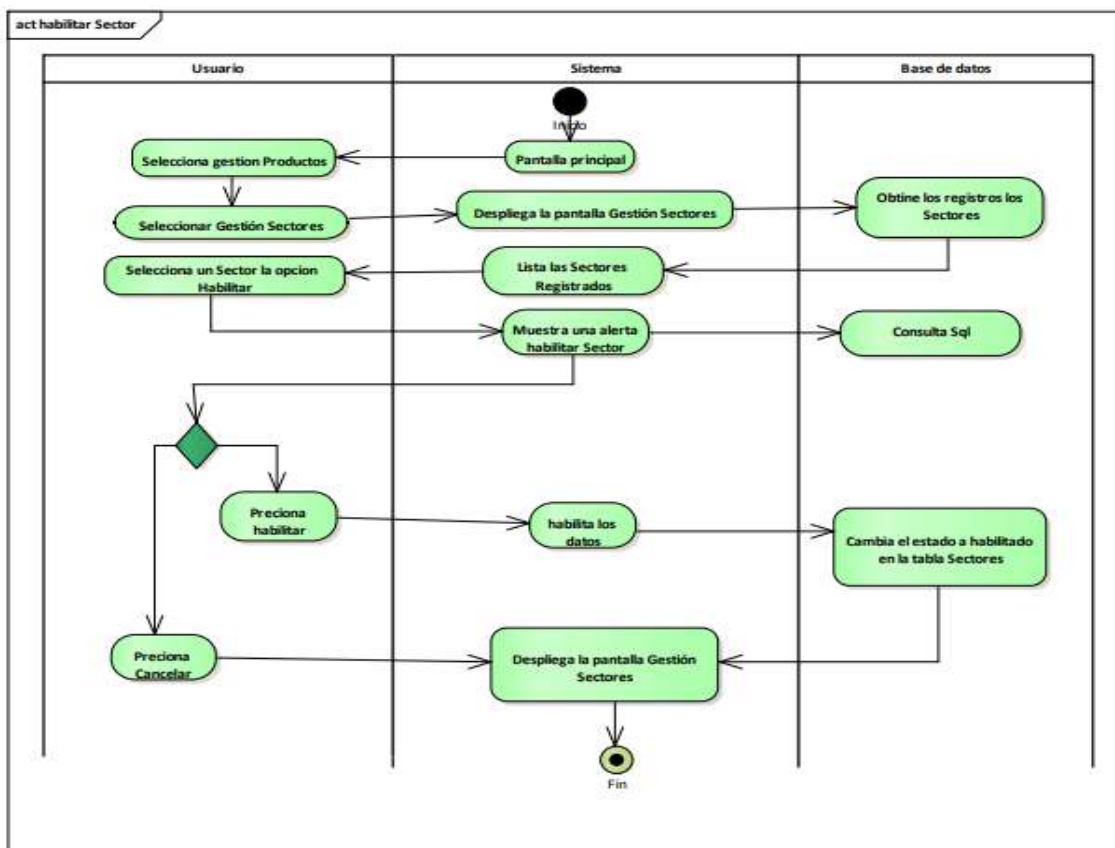 act habilitar Sector
Usuario
Sistema
Base de datos
Inicio
Pantalla principal
Selecciona gestion Productos
Seleccionar Gestión Sectores
Despliega la pantalla Gestión Sectores
Obtine los registros los
Sectores
Lista las Sectores
Registrados
Selecciona un Sector la opcion
Habilitar
Muestra una alerta
habilitar Sector
Consulta Sql
Preciona
habilitar
habilita los
datos
Cambia el estado a habilitado
en la tabla Sectores
Preciona
Cancelar
Despliega la pantalla Gestión
Sectores
Fin